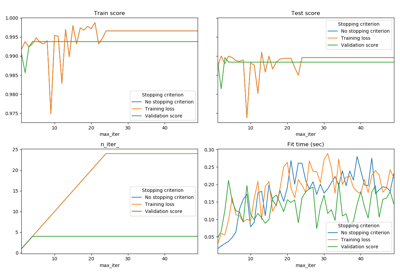 Train score
1.000
0.995
0.990
0.985
0.980
0.975
Stopping criterion
No stopping criterion
Training loss
Validation score
10
20
30
40
max_iter
Test score
Stopping criterion
No stopping criterion
Training loss
Validation score
10
20
30
40
max_iter
n_iter_
25
20
15
10
5
0
Stopping criterion
No stopping criterion
Training loss
Validation score
10
20
30
40
max_iter
Fit time (sec)
0.30
0.25
0.20
0.15
0.10
0.05
Stopping criterion
No stopping criterion
Training loss
Validation score
10
20
30
40
max_iter